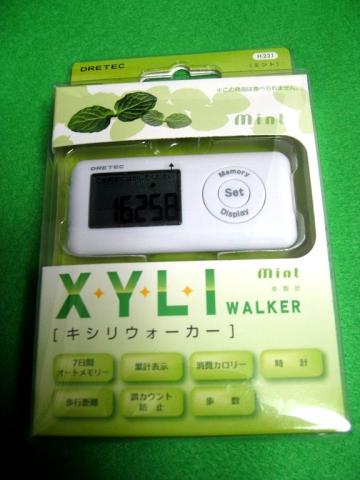 DRETEC
H-231
(ミント)
※この商品は食べられません。
mint
DRETEC
16258
Memory
Set
Display
mint
歩数計
X・Y・L・I WALKER
[キシリウォーカー]
7日間
オートメモリー
累計表示
消費カロリー
時計
歩行距離
誤カウント
防止
歩数
mint